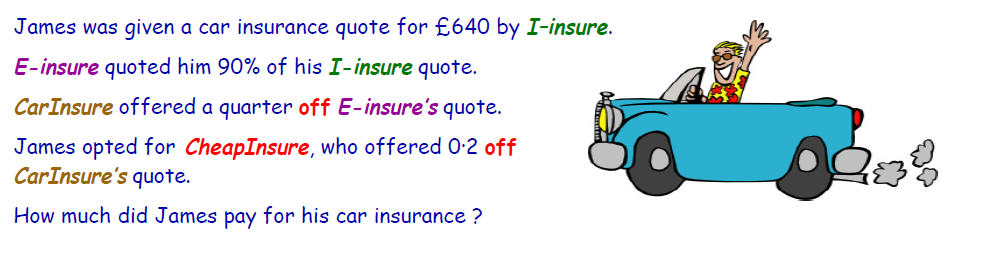 James was given a car insurance quote for £640 by I-insure.
E-insure quoted him 90% of his I-insure quote.
CarInsure offered a quarter off E-insure's quote.
James opted for CheapInsure, who offered 0·2 off
CarInsure's quote.
How much did James pay for his car insurance ?